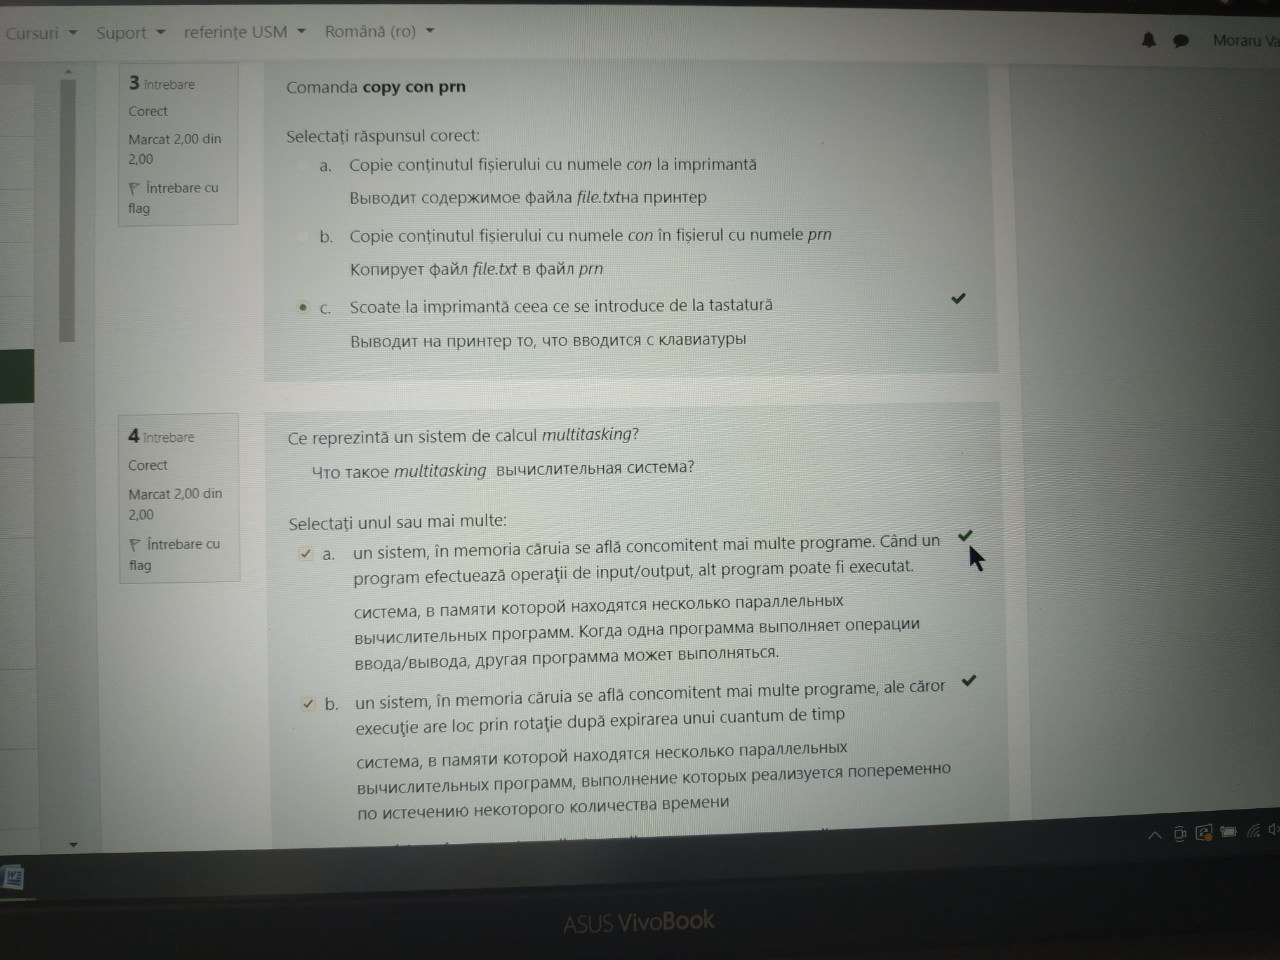 Cursuri Suport referințe USM Română (ro) Moraru Va
3 întrebare
Corect
Marcat 2,00 din
2,00
Întrebare cu
flag
Comanda copy con prn
Selectați răspunsul corect:
a. Copie conținutul fișierului cu numele con la imprimantă
Выводит содержимое файла file.txtна принтер
b. Copie conținutul fișierului cu numele con în fișierul cu numele prn
Копирует файл file.txt в файл prn
c. Scoate la imprimantă ceea ce se introduce de la tastatură
Выводит на принтер то, что вводится с клавиатуры
4 întrebare
Corect
Marcat 2,00 din
2,00
Întrebare cu
flag
Ce reprezintă un sistem de calcul multitasking?
Что такое multitasking вычислительная система?
Selectați unul sau mai multe:
a. un sistem, în memoria căruia se află concomitent mai multe programe. Când un
program efectuează operaţii de input/output, alt program poate fi executat.
система, в памяти которой находятся несколько параллельных
вычислительных программ. Когда одна программа выполняет операции
ввода/вывода, другая программа может выполняться.
b. un sistem, în memoria căruia se află concomitent mai multe programe, ale căror
execuţie are loc prin rotaţie după expirarea unui cuantum de timp
система, в памяти которой находятся несколько параллельных
вычислительных программ, выполнение которых реализуется попеременно
по истечению некоторого количества времени
ASUS VivoBook